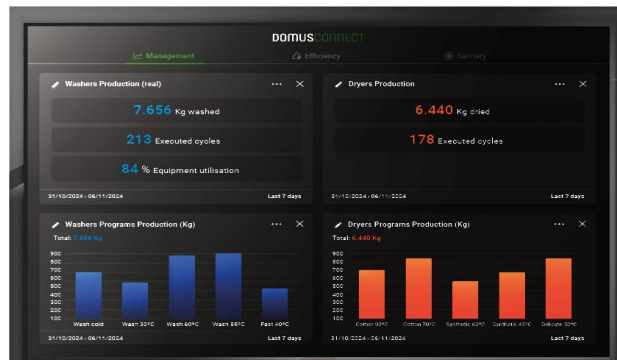 DOMUSCONNECT
Management
Efficiency
Sanitary
Washers Production (real)
7.656 Kg washed
213 Executed cycles
84 % Equipment utilisation
31/10/2024 - 06/11/2024
Last 7 days
Dryers Production
6.440 Kg dried
178 Executed cycles
31/10/2024 - 06/11/2024
Last 7 days
Washers Programs Production (Kg)
Total: 7.656 Kg
900
800
700
600
500
400
300
200
100
Wash cold
Wash 30ºC
Wash 60ºC
Wash 85ºC
Fast 40ºC
31/10/2024 - 06/11/2024
Last 7 days
Dryers Programs Production (Kg)
Total: 6.440 Kg
900
800
700
600
500
400
300
200
100
Cotton 90ºC
Cotton 70ºC
Synthetic 60ºC
Synthetic 45ºC
Delicate 50ºC
31/10/2024 - 06/11/2024
Last 7 days